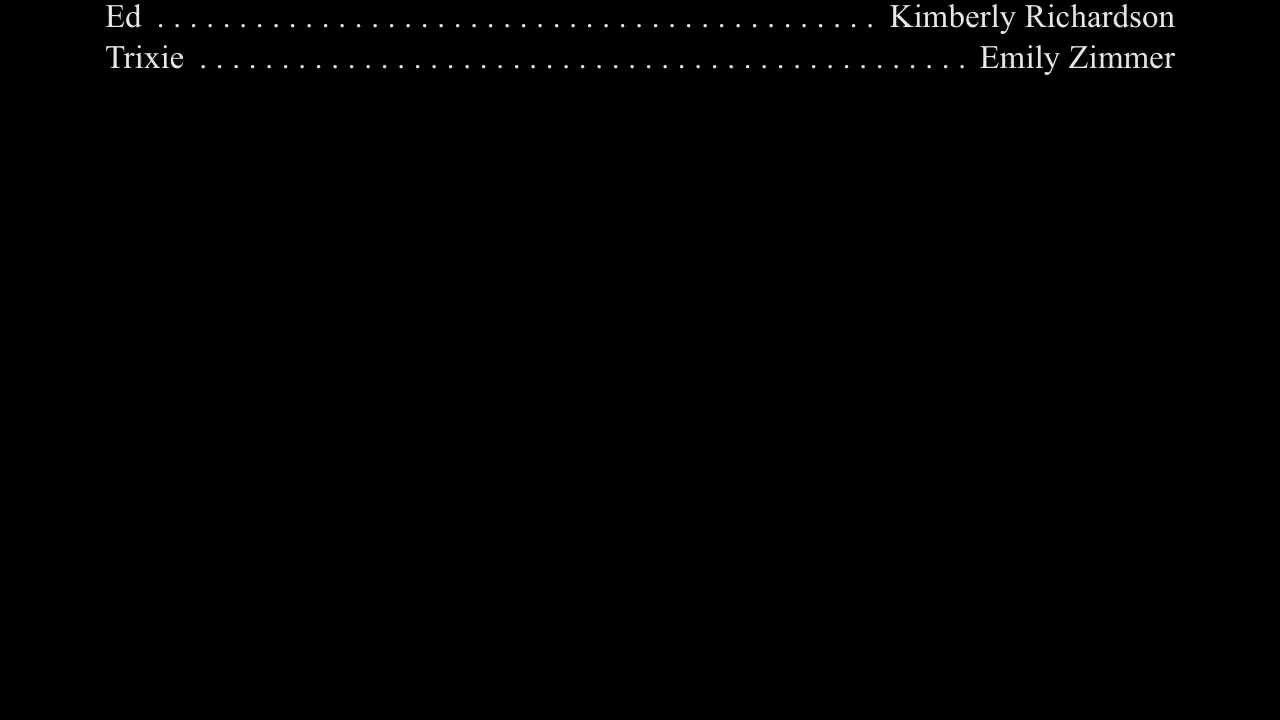 Ed . . . . . . . . . . . . . . . . . . . . . . . . . . . . . . . . . . . . . . . . . . . . Kimberly Richardson
Trixie . . . . . . . . . . . . . . . . . . . . . . . . . . . . . . . . . . . . . . . . . . . . . . . Emily Zimmer